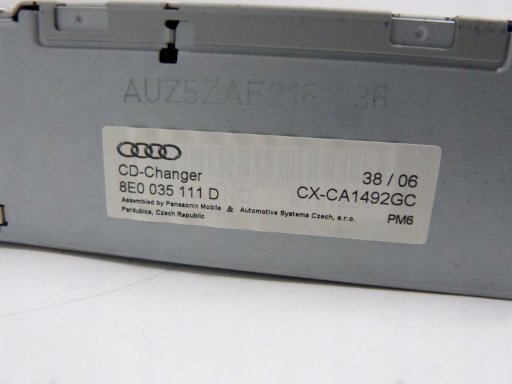 CD-Changer 38 / 06
8E0 035 111 D CX-CA1492GC
Assembled by Panasonic Mobile & Automotive Systems Czech, s.r.o.
Pardubice, Czech Republic PM6